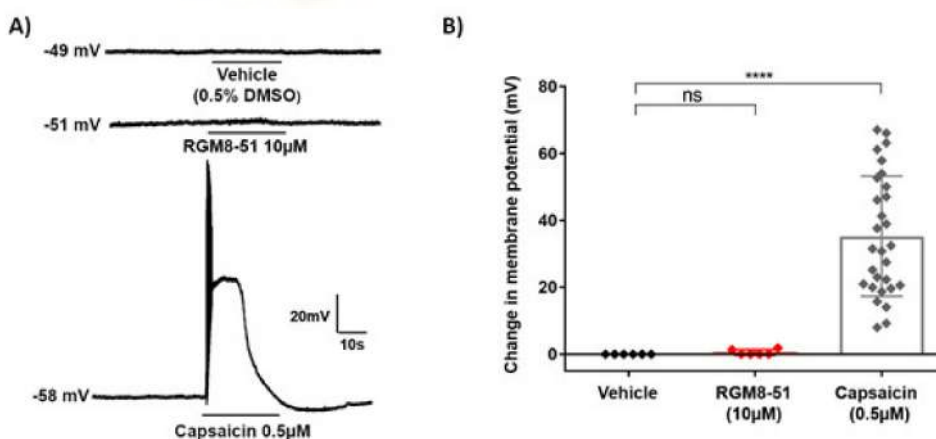 A)
-49 mV
Vehicle
(0.5% DMSO)
-51 mV
RGM8-51 10µM
20mV
10s
-58 mV
Capsaicin 0.5µM
B)
Change in membrane potential (mV)
80
60
40
20
0
****
ns
Vehicle
RGM8-51
(10µM)
Capsaicin
(0.5µM)